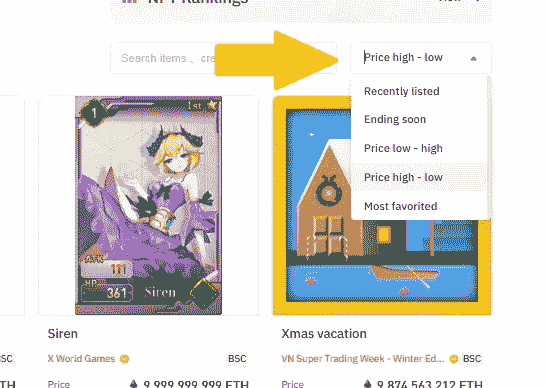 NFT Rankings
Search items 、 cre
Price high - low
Recently listed
Ending soon
Price low - high
Price high - low
Most favorited
1
1st
111
HP
361
Siren
Siren
Xmas vacation
BSC
X World Games
BSC
VN Super Trading Week - Winter Ed...
BSC
TH
Price
9,999,999,999 ETH
Price
9,874,563,212 ETH